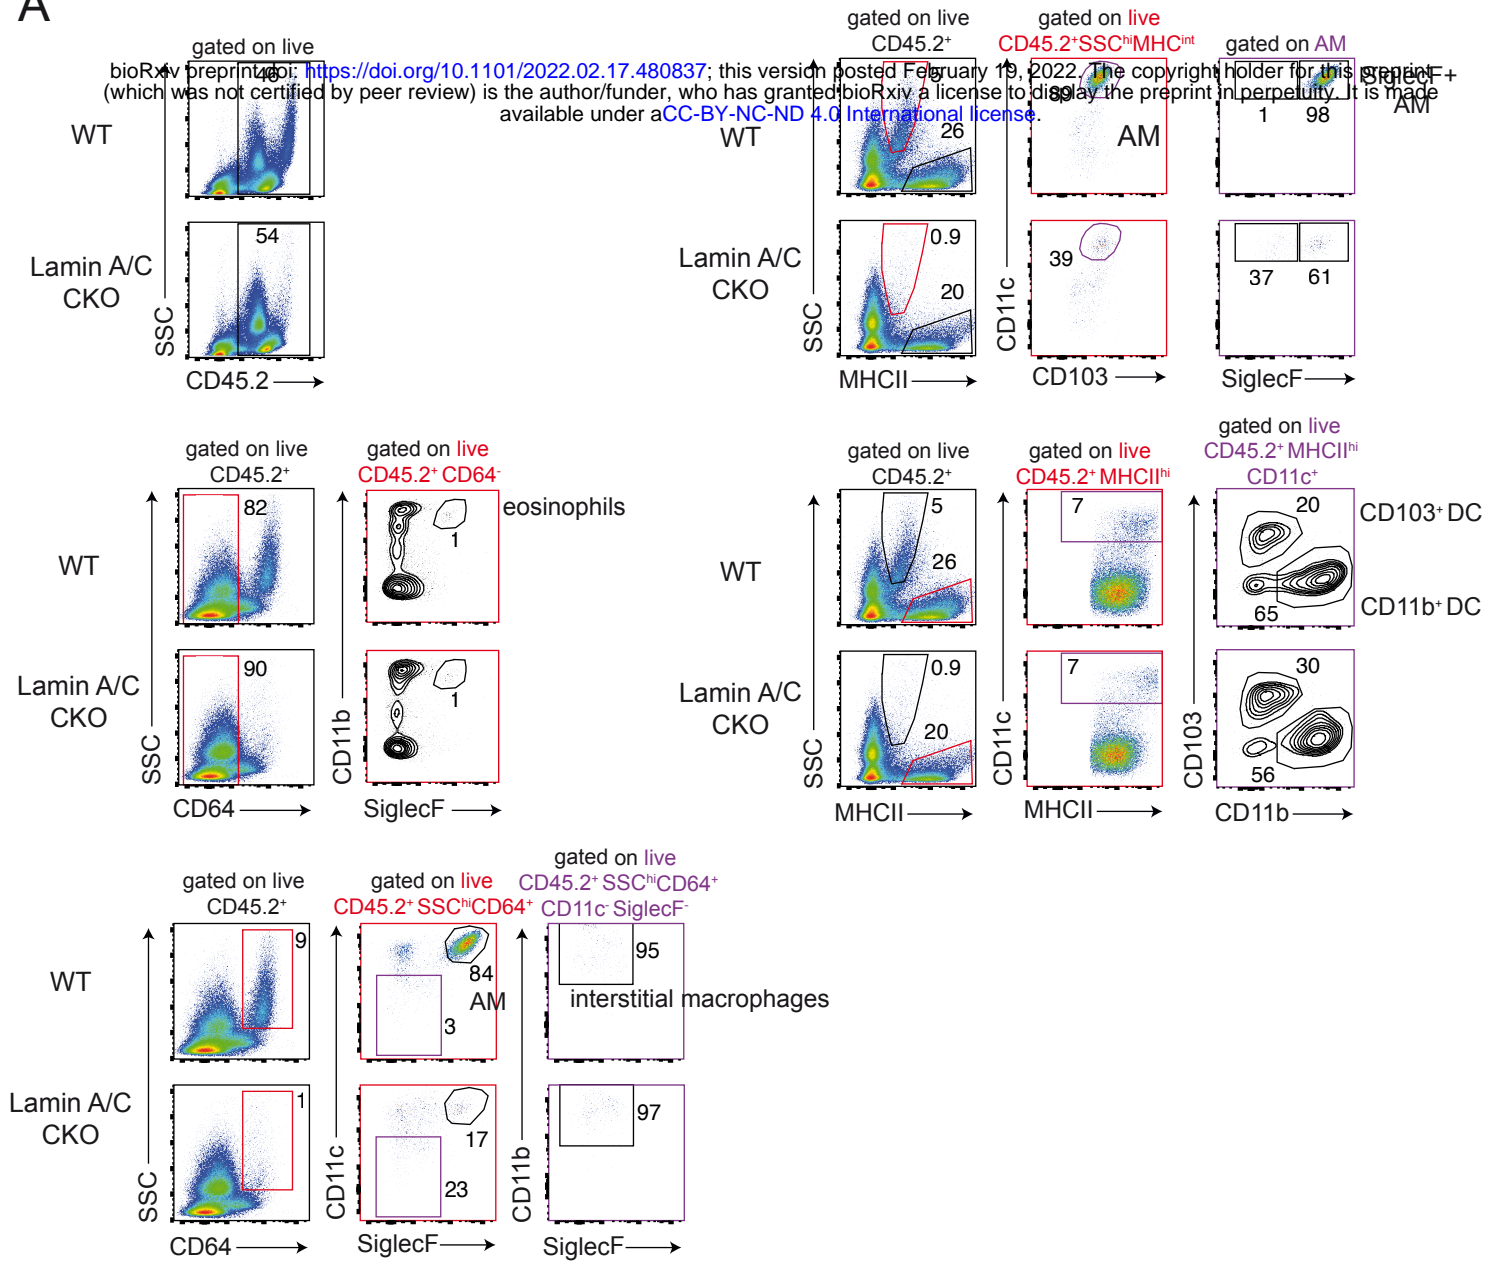 A
gated on live
46
WT
54
Lamin A/C
CKO
SSC
CD45.2
bioRxiv preprint doi: https://doi.org/10.1101/2022.02.17.480837; this version posted February 19, 2022. The copyright holder for this preprint
(which was not certified by peer review) is the author/funder, who has granted bioRxiv a license to display the preprint in perpetuity. It is made
available under aCC-BY-NC-ND 4.0 International license.
gated on live
CD45.2⁺
gated on live
CD45.2⁺SSCʰⁱMHCⁱⁿᵗ
gated on AM
5
26
WT
89
AM
1
98
SiglecF+
AM
Lamin A/C
CKO
0.9
20
39
37
61
SSC
MHCII
CD11c
CD103
SiglecF
gated on live
CD45.2⁺
gated on live
CD45.2⁺ CD64⁻
WT
82
1
eosinophils
Lamin A/C
CKO
90
1
SSC
CD64
CD11b
SiglecF
gated on live
CD45.2⁺
gated on live
CD45.2⁺ MHCIIʰⁱ
gated on live
CD45.2⁺ MHCIIʰⁱ
CD11c⁺
WT
5
26
7
20
65
CD103⁺ DC
CD11b⁺ DC
Lamin A/C
CKO
0.9
20
7
30
56
SSC
MHCII
CD11c
MHCII
CD103
CD11b
gated on live
CD45.2⁺
gated on live
CD45.2⁺ SSCʰⁱCD64⁺
gated on live
CD45.2⁺ SSCʰⁱCD64⁺
CD11c⁻ SiglecF⁻
WT
9
84
AM
3
95
interstitial macrophages
Lamin A/C
CKO
1
17
23
97
SSC
CD64
CD11c
SiglecF
CD11b
SiglecF